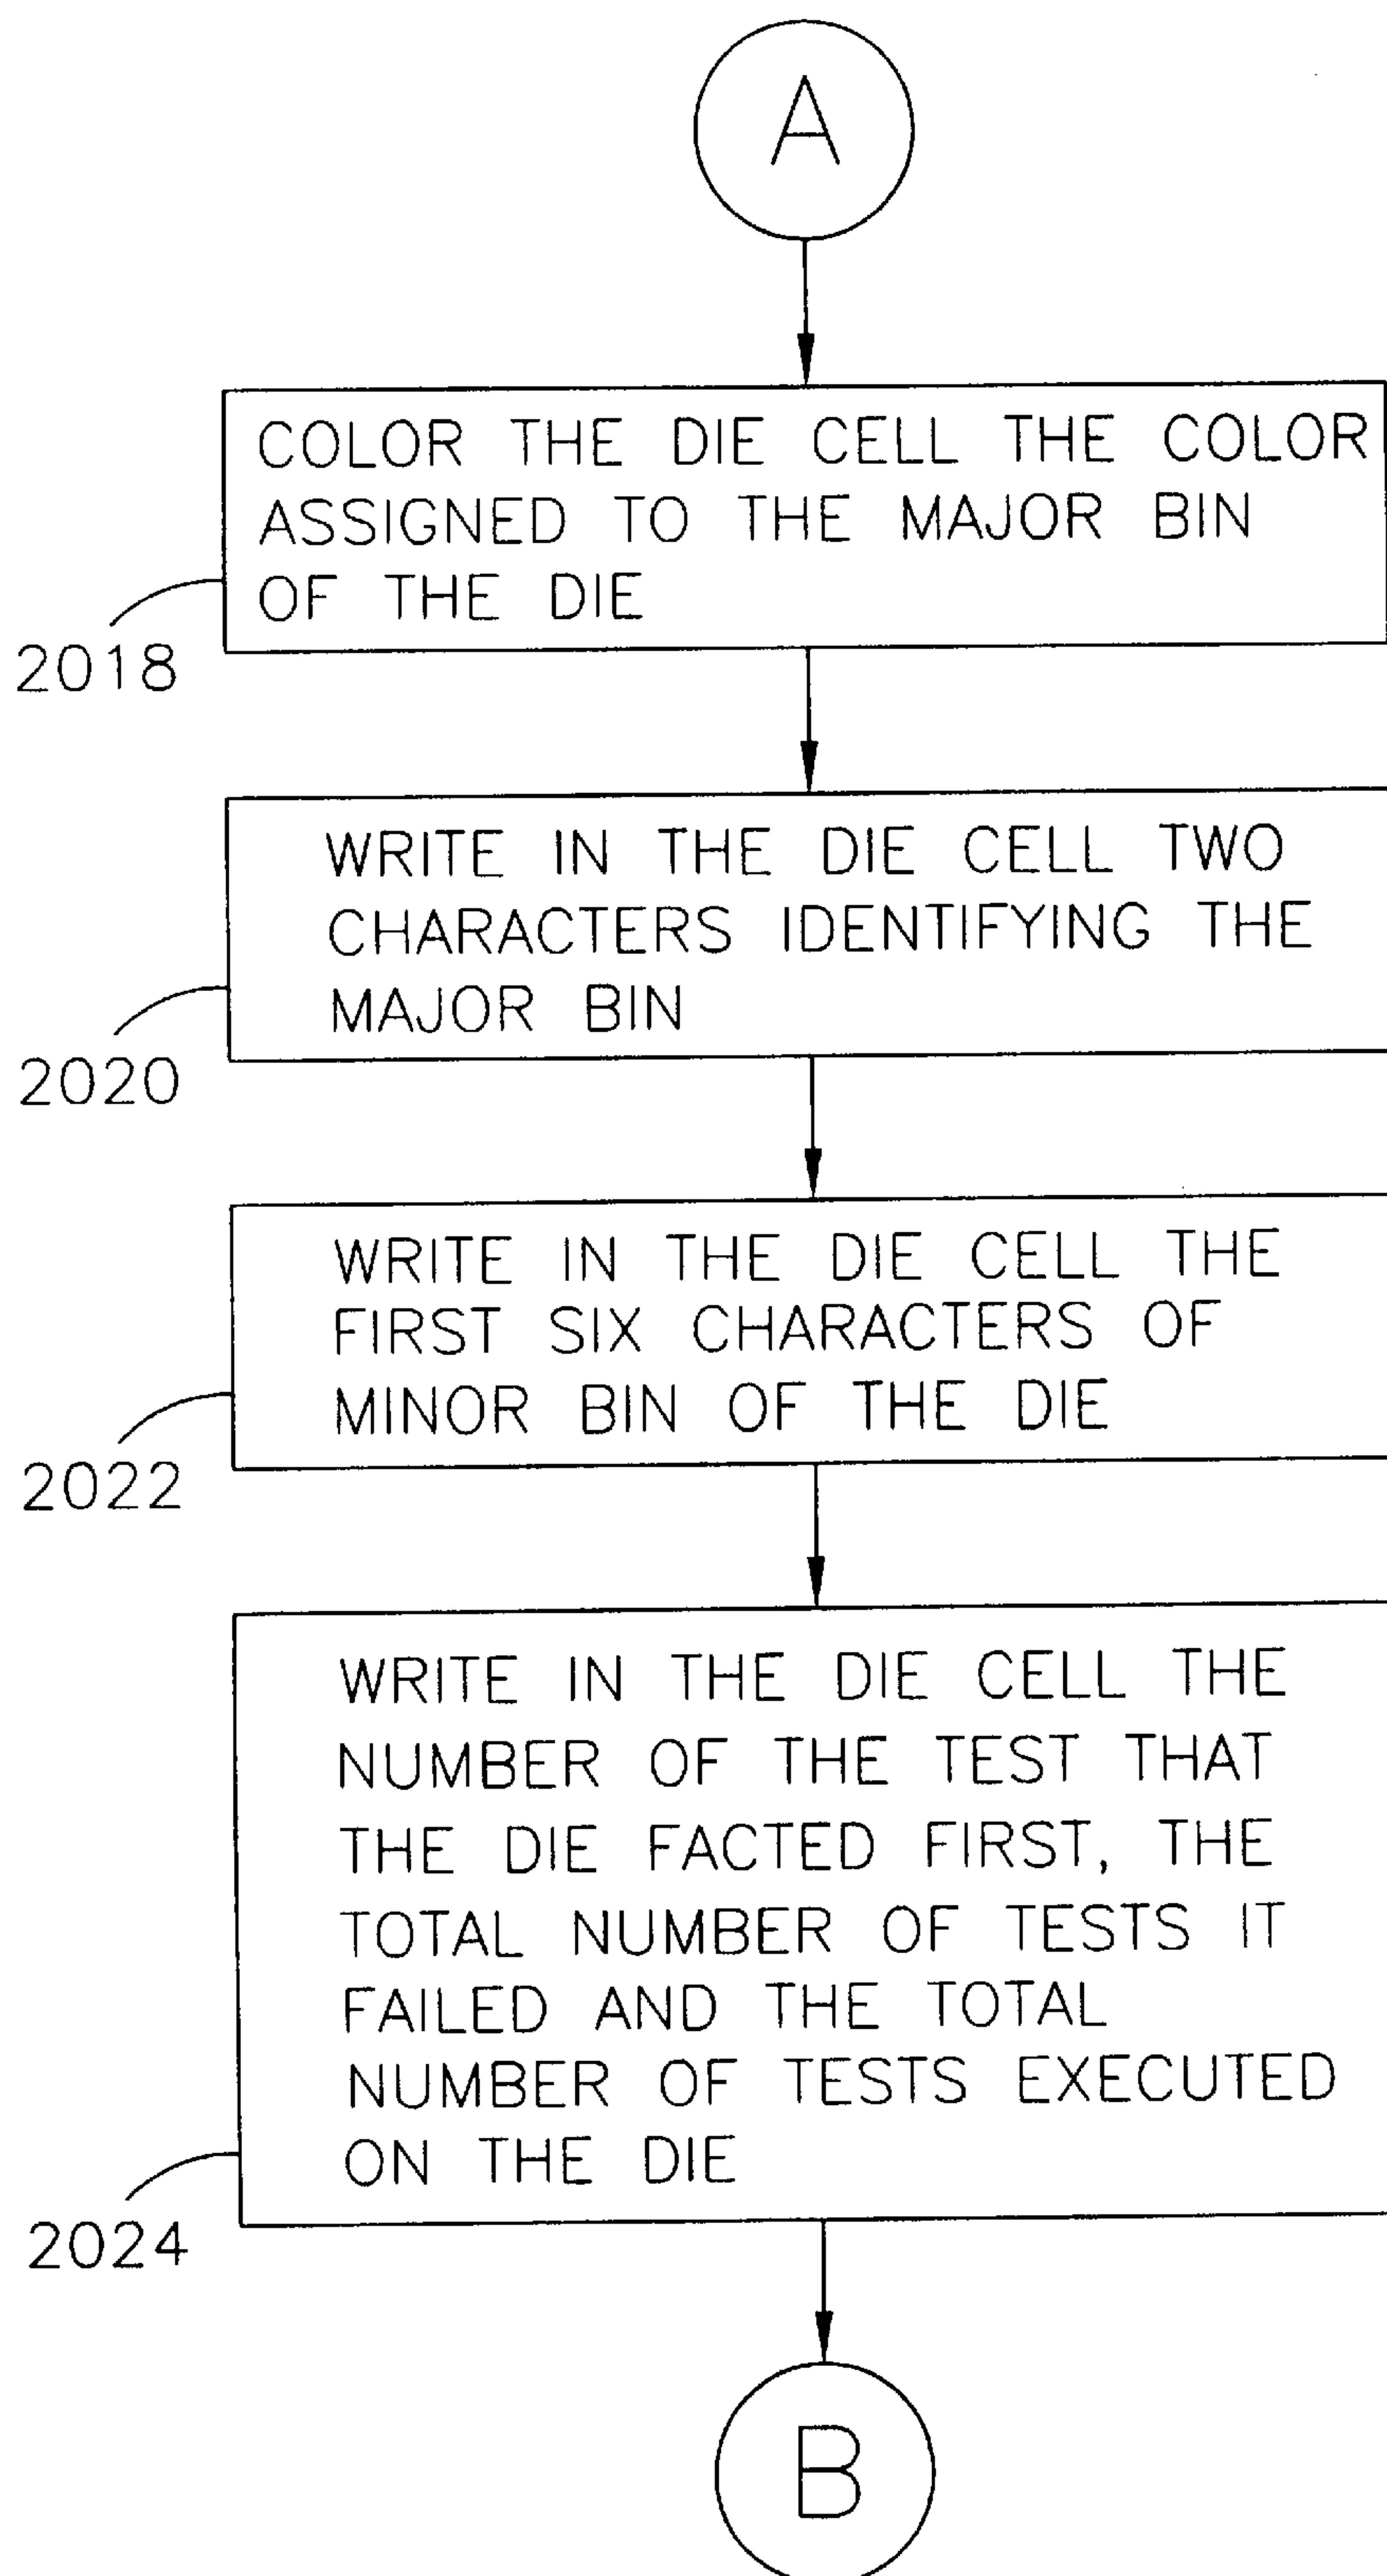 A
COLOR THE DIE CELL THE COLOR
ASSIGNED TO THE MAJOR BIN
OF THE DIE
2018
WRITE IN THE DIE CELL TWO
CHARACTERS IDENTIFYING THE
MAJOR BIN
2020
WRITE IN THE DIE CELL THE
FIRST SIX CHARACTERS OF
MINOR BIN OF THE DIE
2022
WRITE IN THE DIE CELL THE
NUMBER OF THE TEST THAT
THE DIE FACTED FIRST, THE
TOTAL NUMBER OF TESTS IT
FAILED AND THE TOTAL
NUMBER OF TESTS EXECUTED
ON THE DIE
2024
B